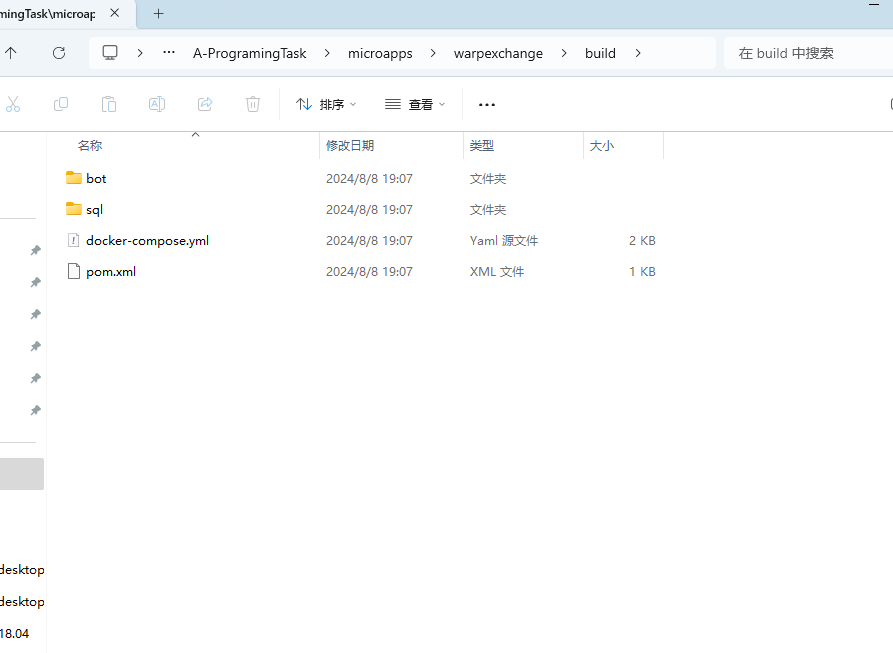 mingTask\microap
A-ProgramingTask microapps warpexchange build 在 build 中搜索
排序 查看
名称 修改日期 类型 大小
bot 2024/8/8 19:07 文件夹
sql 2024/8/8 19:07 文件夹
docker-compose.yml 2024/8/8 19:07 Yaml 源文件 2 KB
pom.xml 2024/8/8 19:07 XML 文件 1 KB
desktop
desktop
18.04